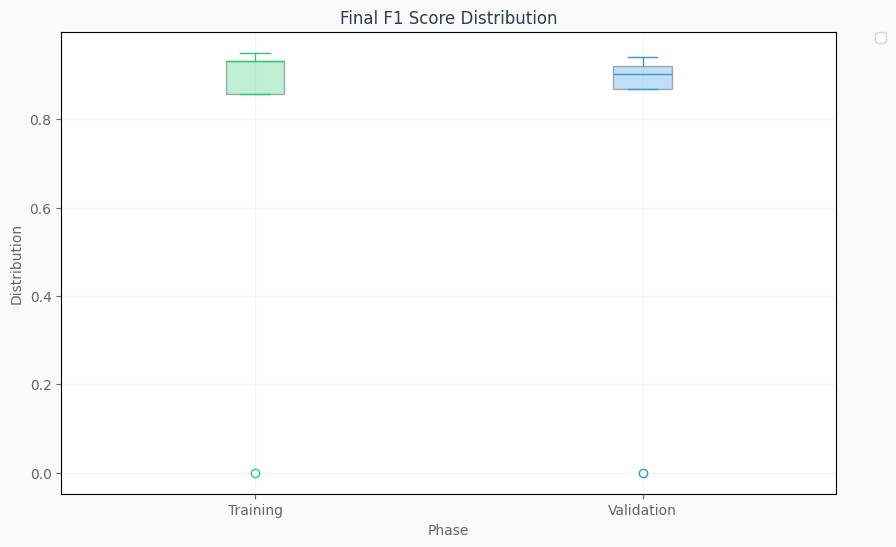 Final F1 Score Distribution
Distribution
0.8
0.6
0.4
0.2
0.0
Training
Validation
Phase